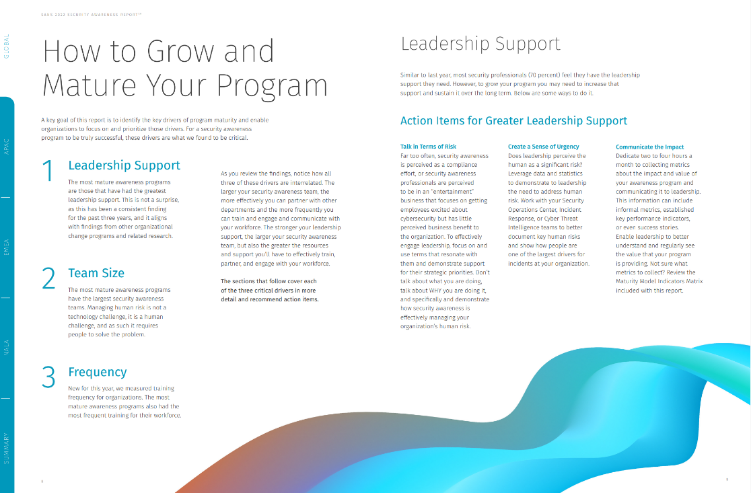 SANS 2022 SECURITY AWARENESS REPORT™
GLOBAL
APAC
EMEA
NALA
SUMMARY
How to Grow and
Mature Your Program
A key goal of this report is to identify the key drivers of program maturity and enable
organizations to focus on and prioritize those drivers. For a security awareness
program to be truly successful, these drivers are what we found to be critical.
1
Leadership Support
The most mature awareness programs
are those that have had the greatest
leadership support. This is not a surprise,
as this has been a consistent finding
for the past three years, and it aligns
with findings from other organizational
change programs and related research.
2
Team Size
The most mature awareness programs
have the largest security awareness
teams. Managing human risk is not a
technology challenge, it is a human
challenge, and as such it requires
people to solve the problem.
3
Frequency
New for this year, we measured training
frequency for organizations. The most
mature awareness programs also had the
most frequent training for their workforce.
As you review the findings, notice how all
three of these drivers are interrelated. The
larger your security awareness team, the
more effectively you can partner with other
departments and the more frequently you
can train and engage and communicate with
your workforce. The stronger your leadership
support, the larger your security awareness
team, but also the greater the resources
and support you'll have to effectively train,
partner, and engage with your workforce.
The sections that follow cover each
of the three critical drivers in more
detail and recommend action items.
Leadership Support
Similar to last year, most security professionals (70 percent) feel they have the leadership
support they need. However, to grow your program you may need to increase that
support and sustain it over the long term. Below are some ways to do it.
Action Items for Greater Leadership Support
Talk in Terms of Risk
Far too often, security awareness
is perceived as a compliance
effort, or security awareness
professionals are perceived
to be in an "entertainment"
business that focuses on getting
employees excited about
cybersecurity but has little
perceived business benefit to
the organization. To effectively
engage leadership, focus on and
use terms that resonate with
them and demonstrate support
for their strategic priorities. Don't
talk about what you are doing,
talk about WHY you are doing it,
and specifically and demonstrate
how security awareness is
effectively managing your
organization's human risk.
Create a Sense of Urgency
Does leadership perceive the
human as a significant risk?
Leverage data and statistics
to demonstrate to leadership
the need to address human
risk. Work with your Security
Operations Center, Incident
Response, or Cyber Threat
Intelligence teams to better
document key human risks
and show how people are
one of the largest drivers for
incidents at your organization.
Communicate the Impact
Dedicate two to four hours a
month to collecting metrics
about the impact and value of
your awareness program and
communicating it to leadership.
This information can include
informal metrics, established
key performance indicators,
or even success stories.
Enable leadership to better
understand and regularly see
the value that your program
is providing. Not sure what
metrics to collect? Review the
Maturity Model Indicators Matrix
included with this report.